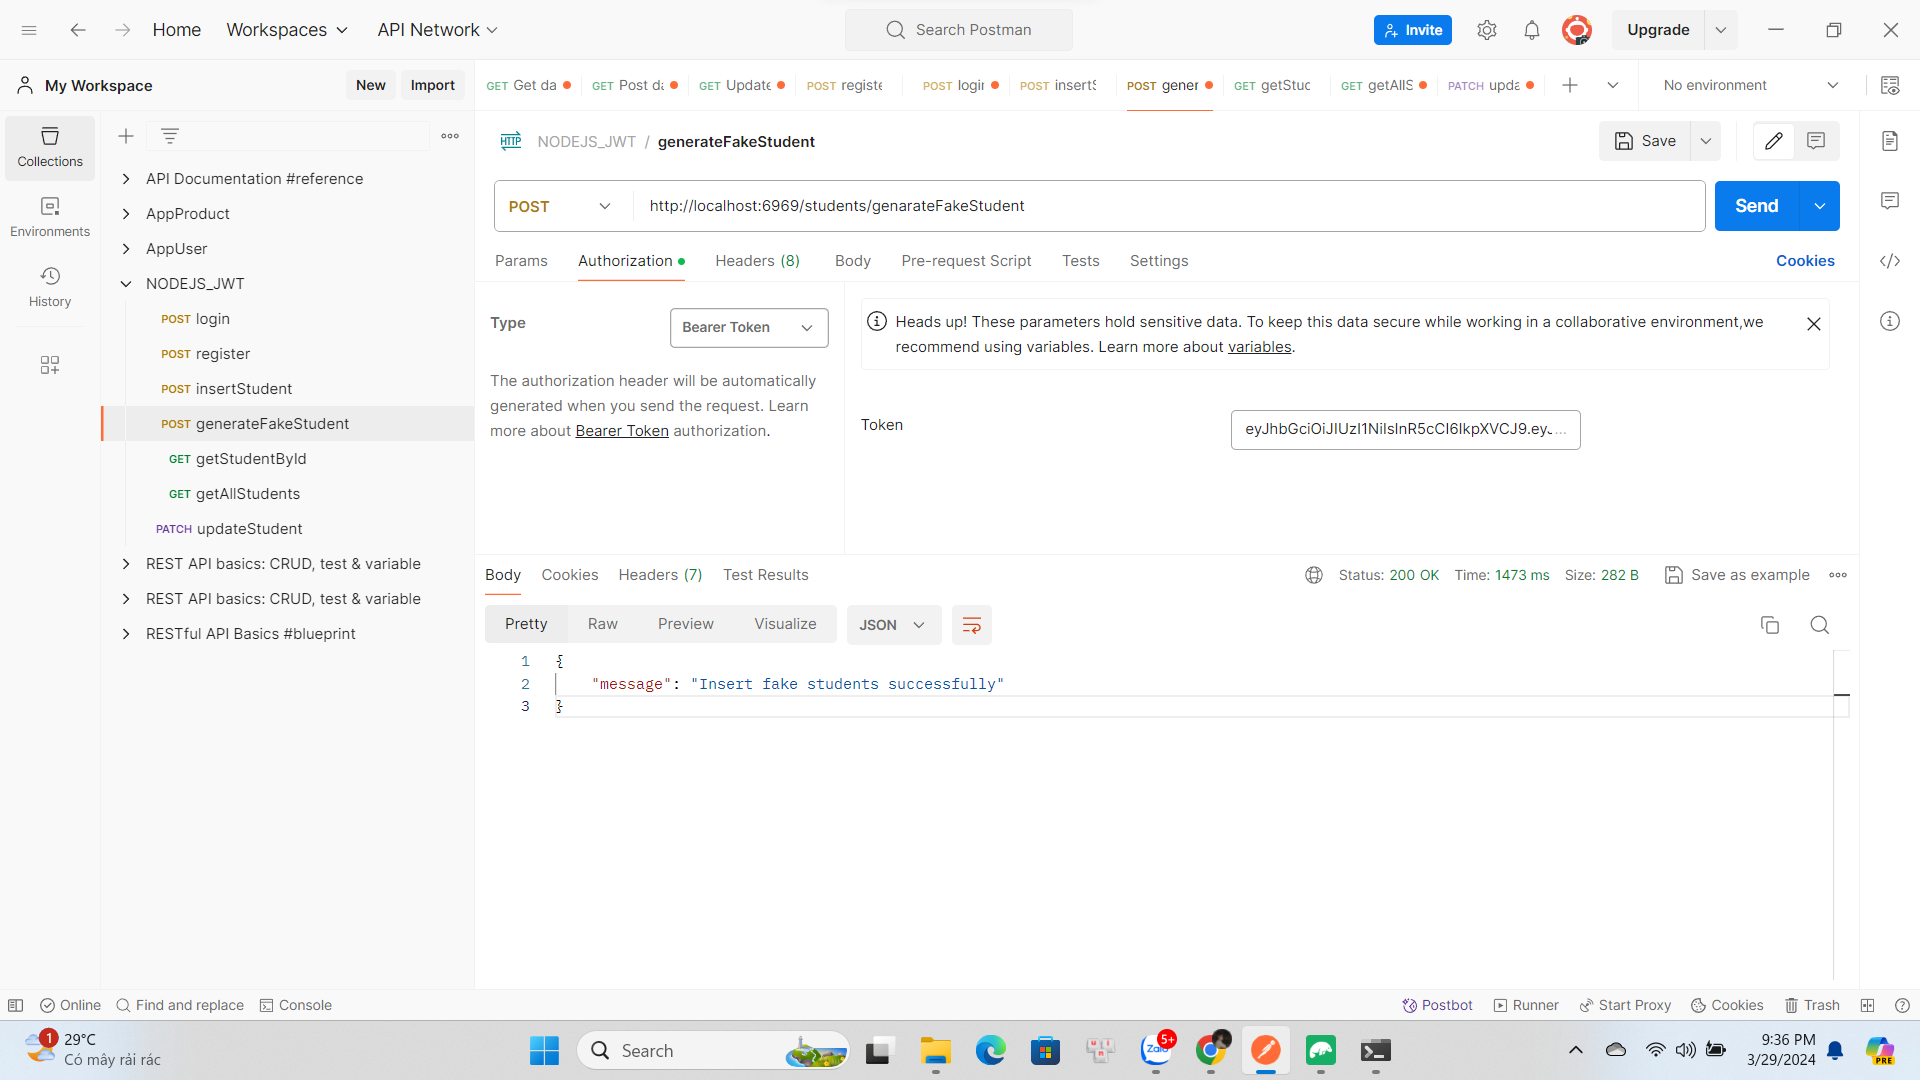 Home
Workspaces
API Network
Search Postman
Invite
Upgrade
My Workspace
New
Import
GET Get da
GET Post da
GET Update
POST registe
POST login
POST insertS
POST gener
GET getStuc
GET getAllS
PATCH upda
No environment
Collections
Environments
History
API Documentation #reference
AppProduct
AppUser
NODEJS_JWT
POST login
POST register
POST insertStudent
POST generateFakeStudent
GET getStudentById
GET getAllStudents
PATCH updateStudent
REST API basics: CRUD, test & variable
REST API basics: CRUD, test & variable
RESTful API Basics #blueprint
HTTP NODEJS_JWT / generateFakeStudent
Save
POST
http://localhost:6969/students/genarateFakeStudent
Send
Params
Authorization
Headers (8)
Body
Pre-request Script
Tests
Settings
Cookies
Type
Bearer Token
The authorization header will be automatically
generated when you send the request. Learn
more about Bearer Token authorization.
Heads up! These parameters hold sensitive data. To keep this data secure while working in a collaborative environment,we
recommend using variables. Learn more about variables.
Token
Body
Cookies
Headers (7)
Test Results
Status: 200 OK
Time: 1473 ms
Size: 282 B
Save as example
Pretty
Raw
Preview
Visualize
JSON
1 {
2 "message": "Insert fake students successfully"
3 }
Online
Find and replace
Console
Postbot
Runner
Start Proxy
Cookies
Trash
1
29°C
Có mây rải rác
Search
Zalo
5+
9:36 PM
3/29/2024
PRE